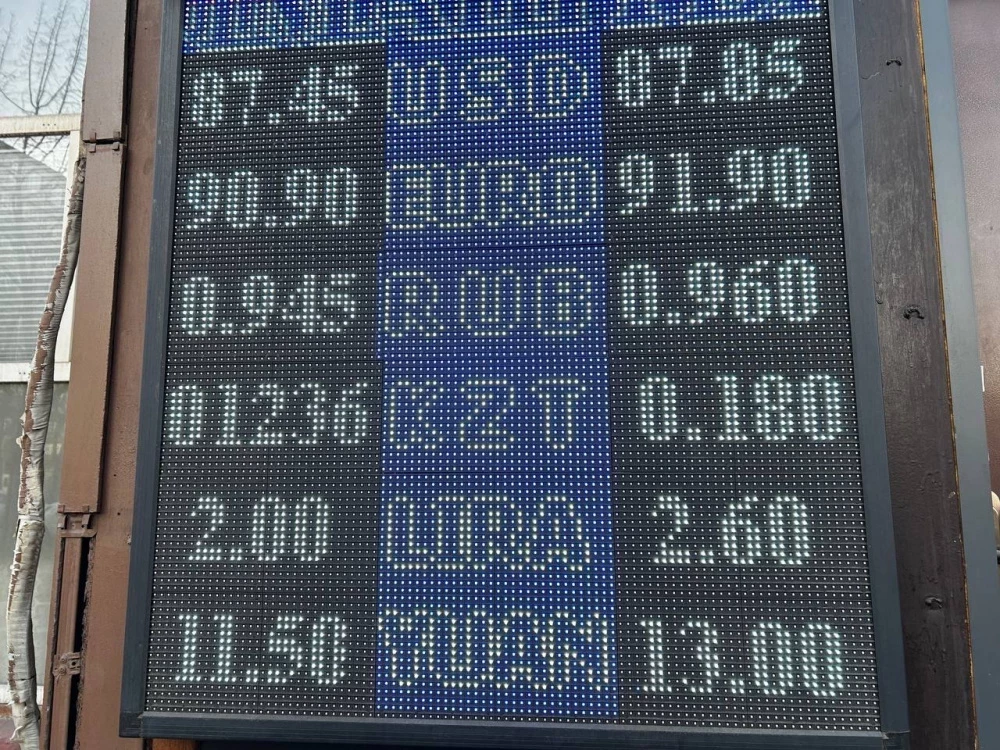 87.45 USD 87.85
90.90 EURO 91.90
0.945 RUB 0.960
01236 KZT 0.180
2.00 LIRA 2.60
11.50 YUAN 13.00